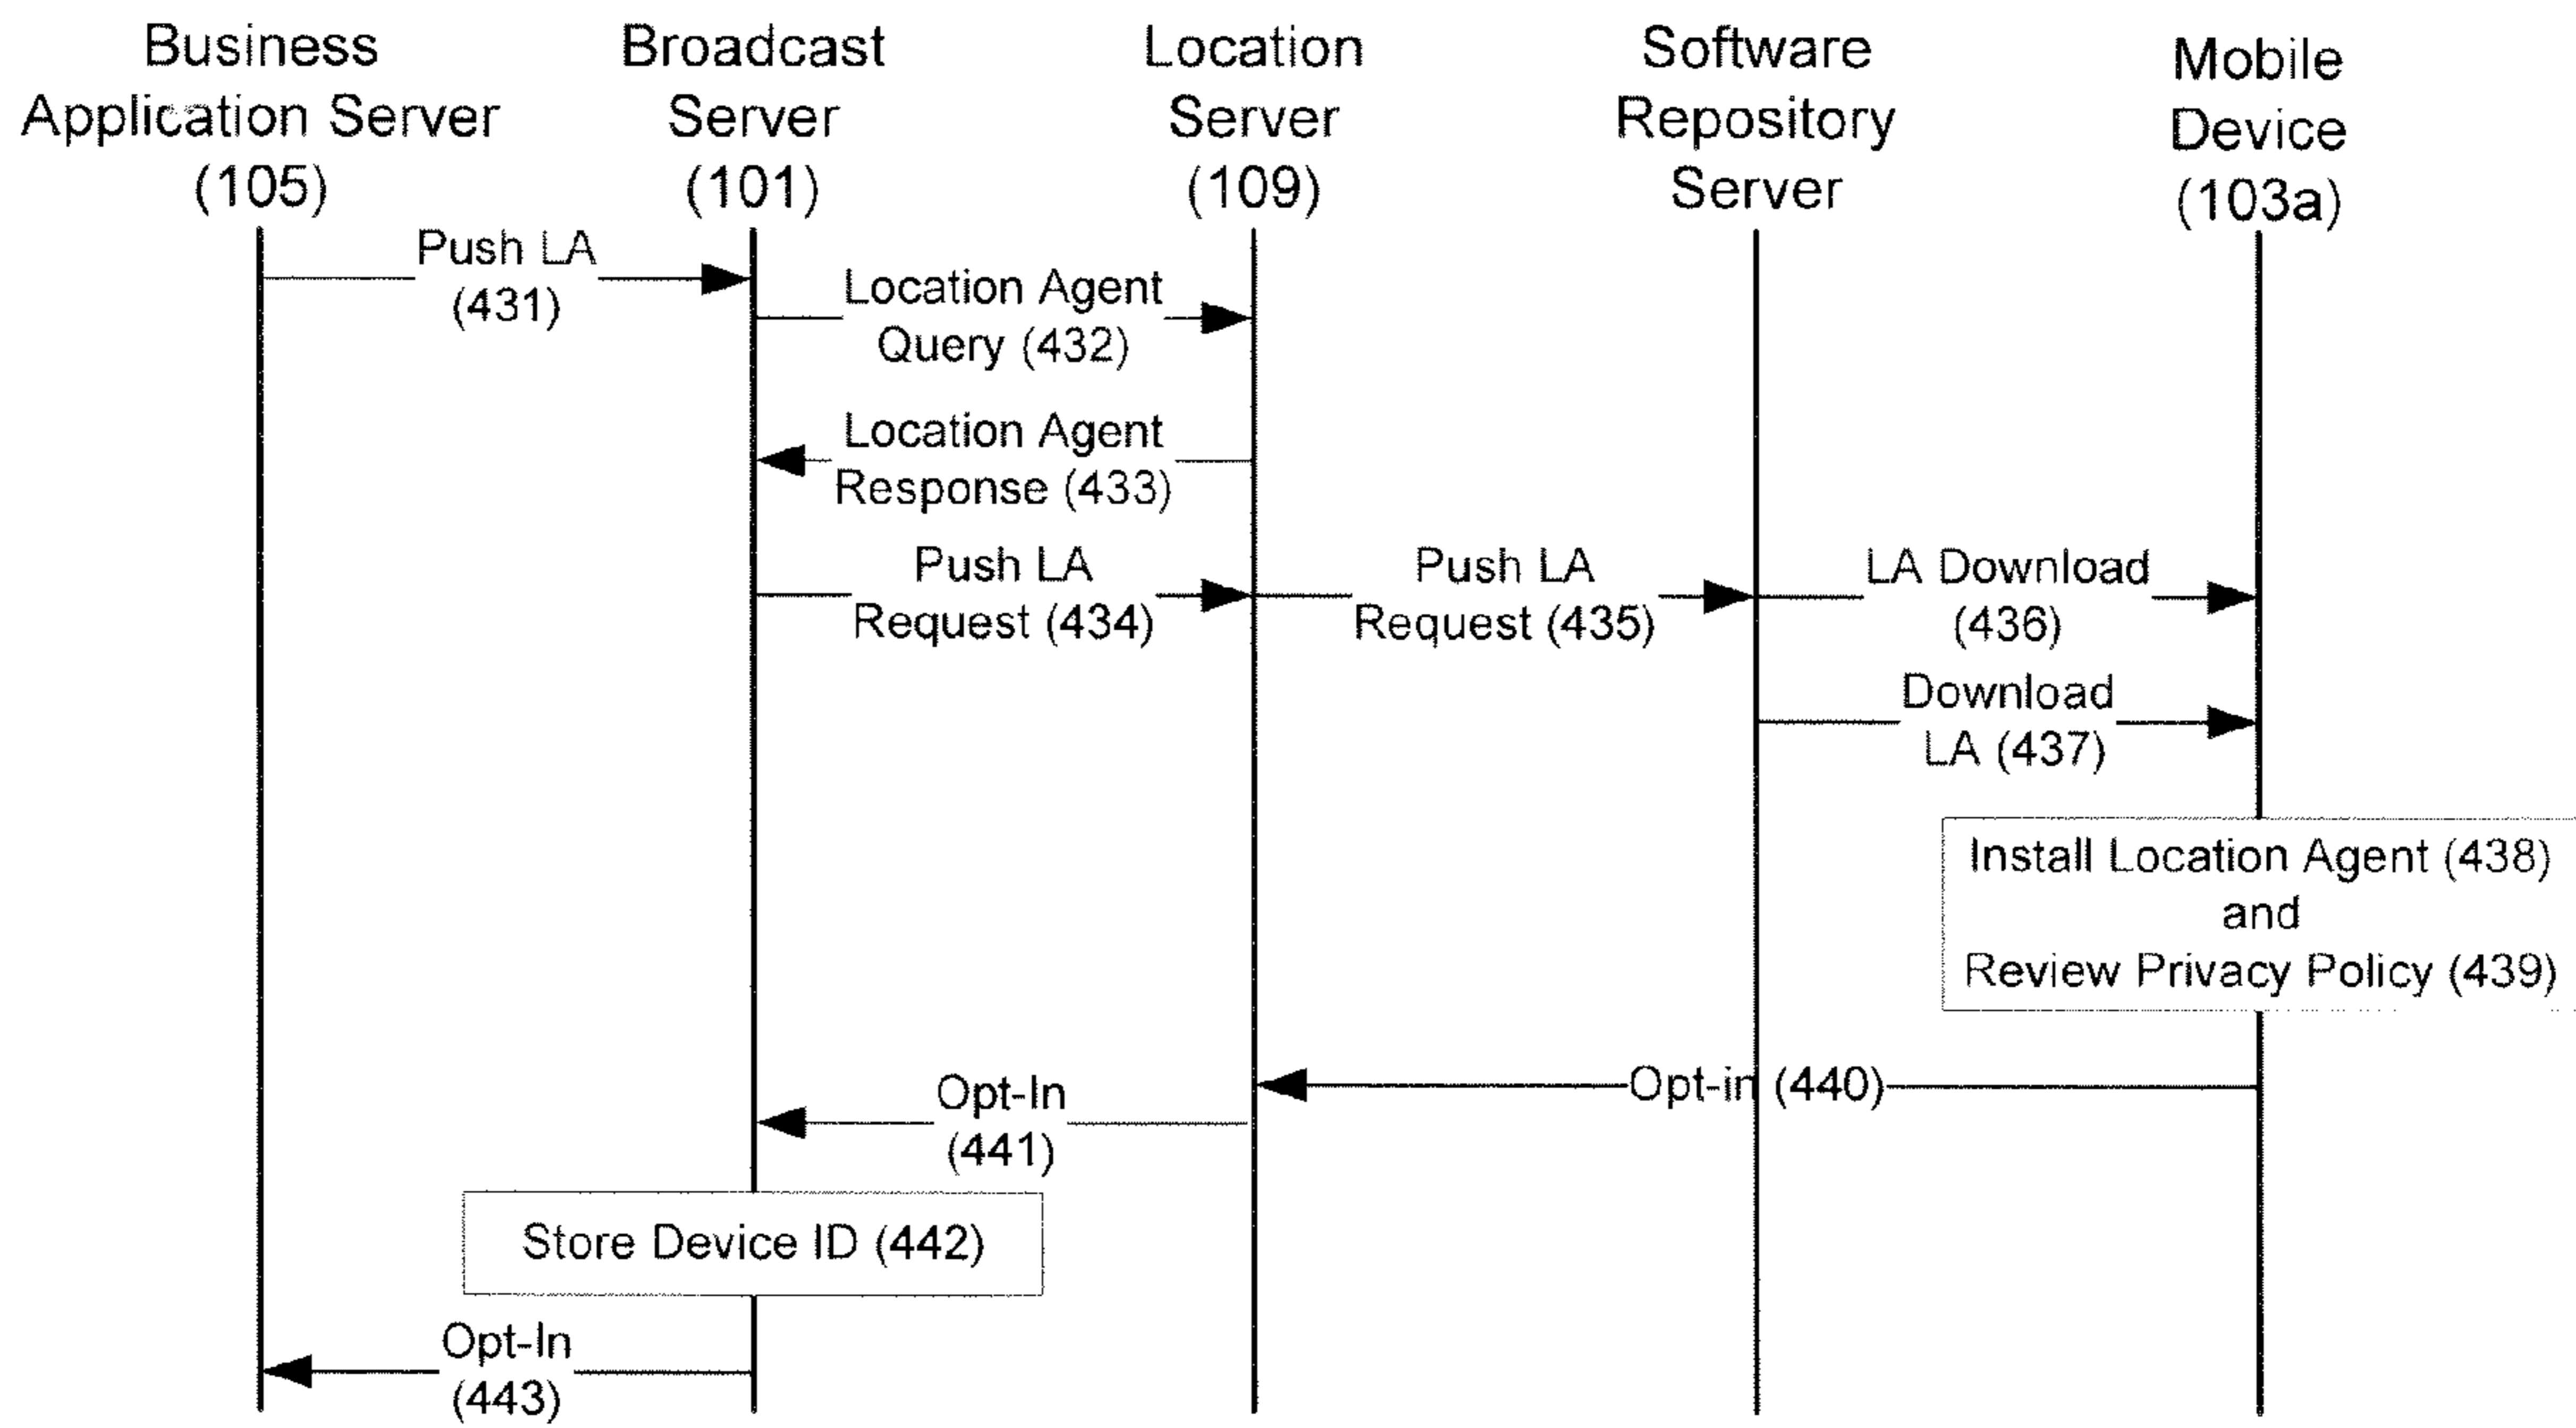 Business
Application Server
(105)
Broadcast
Server
(101)
Location
Server
(109)
Software
Repository
Server
Mobile
Device
(103a)
Push LA
(431)
Location Agent
Query (432)
Location Agent
Response (433)
Push LA
Request (434)
Push LA
Request (435)
LA Download
(436)
Download
LA (437)
Install Location Agent (438)
and
Review Privacy Policy (439)
Opt-in (440)
Opt-In
(441)
Store Device ID (442)
Opt-In
(443)